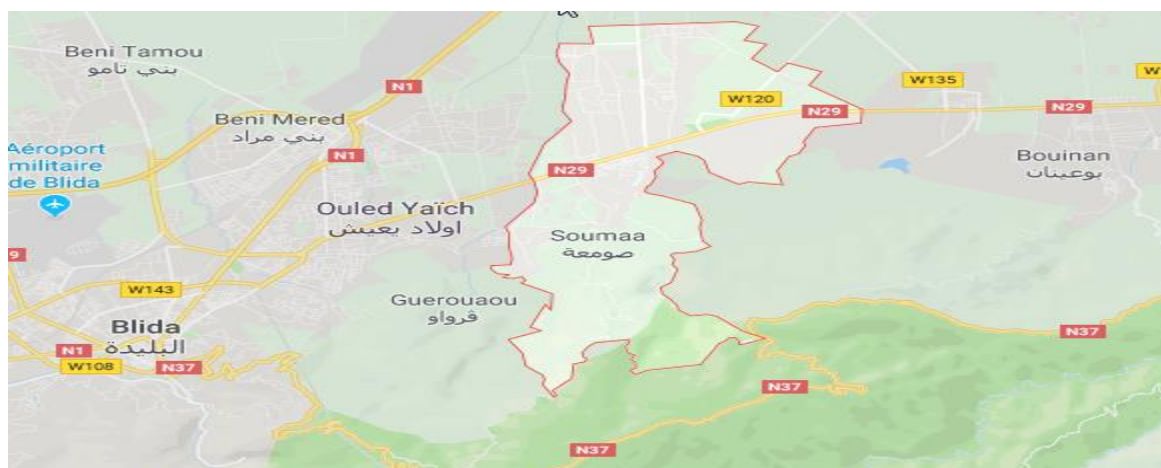 Beni Tamou
بني تامو
N1
W135
W120
N29
N29
Beni Mered
بني مراد
N1
Aéroport
militaire
de Blida
N29
Bouinan
بوعينان
Ouled Yaïch
اولاد يعيش
Soumaa
صومعة
W143
Guerouaou
ڤرواو
Blida
البليدة
N1
W108
N37
N37
N37
N37